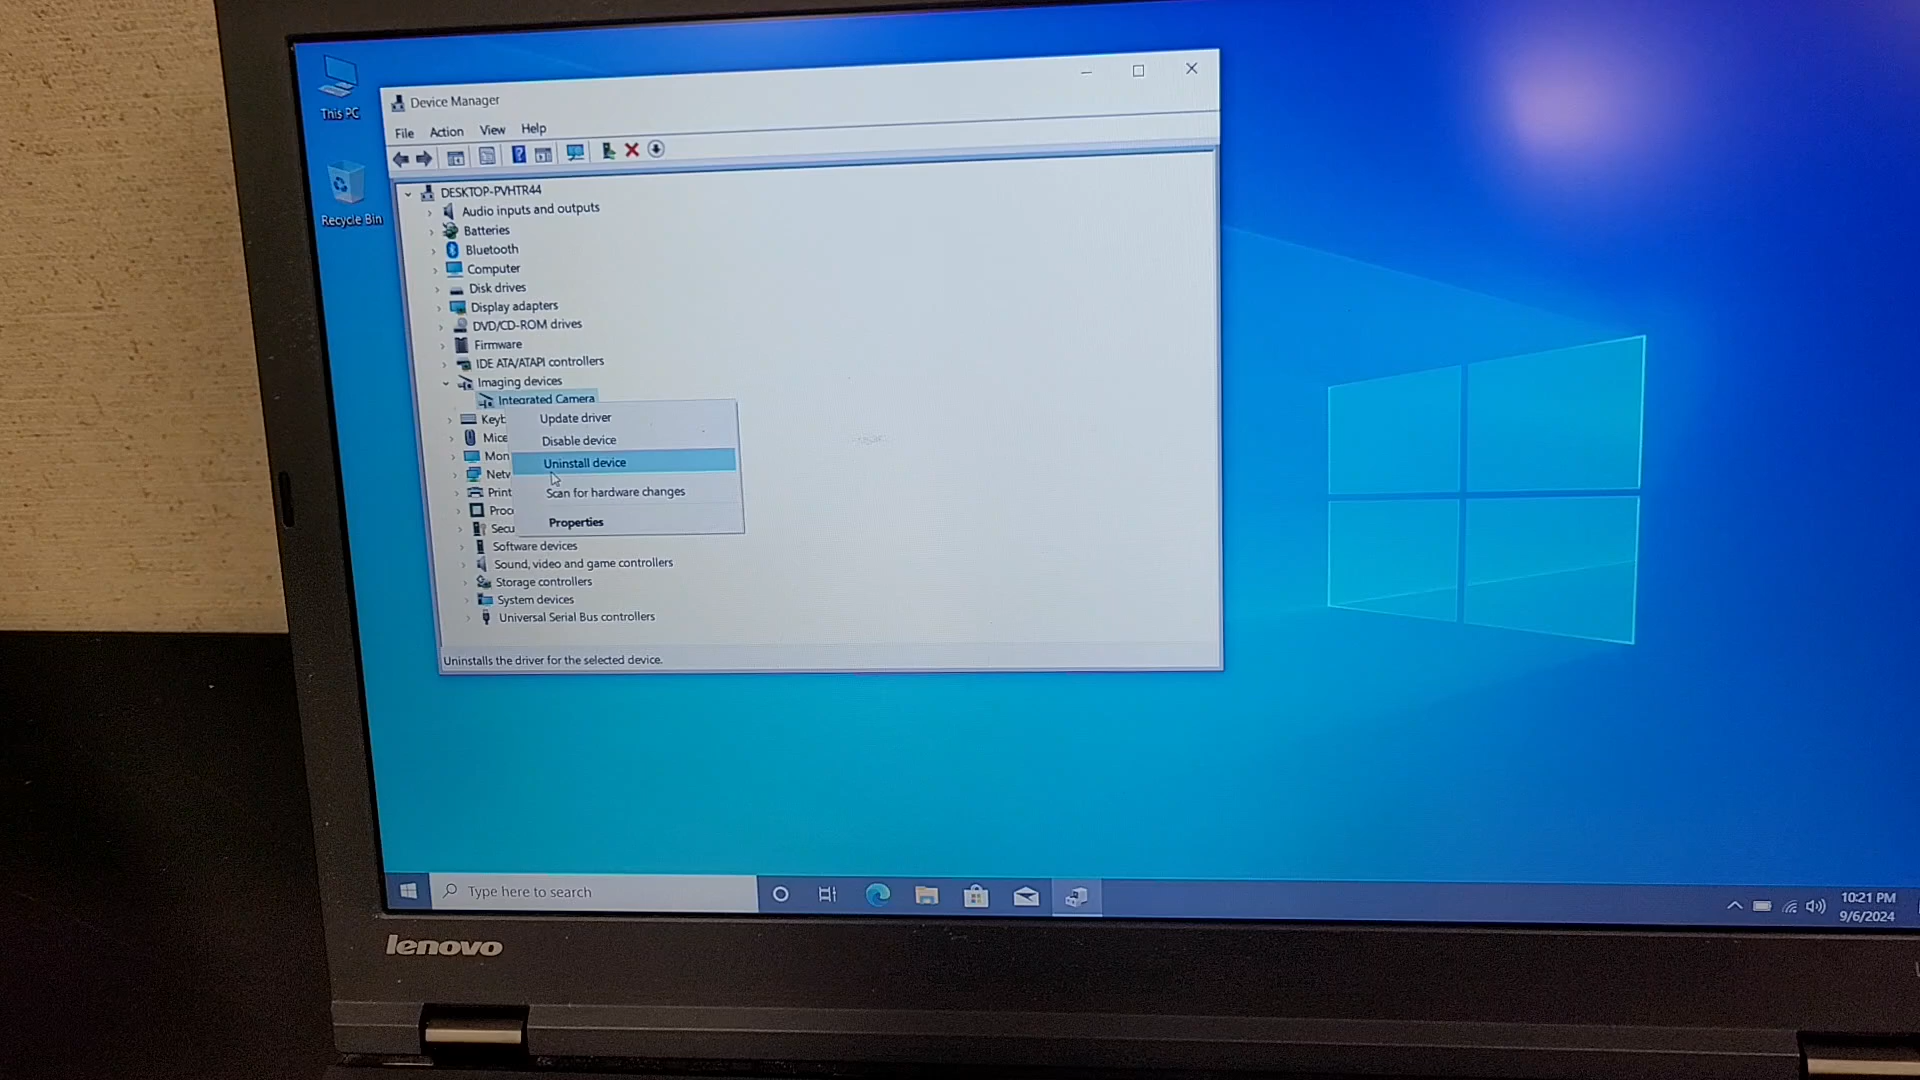 This PC
Recycle Bin
Device Manager
File Action View Help
DESKTOP-PVHTR44
Audio inputs and outputs
Batteries
Bluetooth
Computer
Disk drives
Display adapters
DVD/CD-ROM drives
Firmware
IDE ATA/ATAPI controllers
Imaging devices
Integrated Camera
Keyb
Mice
Mon
Netv
Print
Proc
Secu
Update driver
Disable device
Uninstall device
Scan for hardware changes
Properties
Software devices
Sound, video and game controllers
Storage controllers
System devices
Universal Serial Bus controllers
Uninstalls the driver for the selected device.
Type here to search
10:21 PM
9/6/2024
lenovo